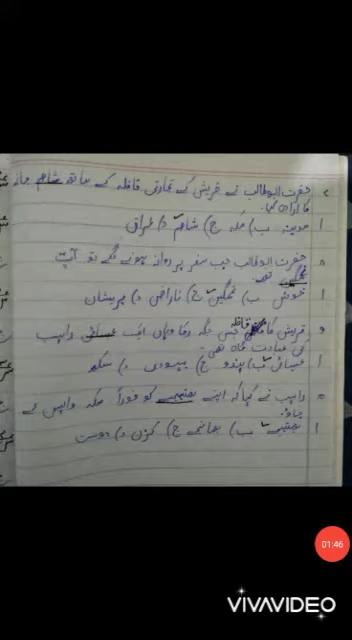 حضرت ابوطالب نے قریش کے تجارتی قافلہ کے ساتھ شام جانے
کا ارادہ کیا۔
ا مدینہ ب) مکہ ج) شام د) عراق
حضرت ابوطالب جب سفر پر روانہ ہونے لگے تو آپ
غمگین تھے۔
ا خوش ب) غمگین ج) ناراض د) پریشان
قریش کا قافلہ جس جگہ رکا وہاں ایک عیسائی راہب
کی عبادت گاہ تھی۔
ا عیسائی ب) ہندو ج) یہودی د) سکھ
راہب نے کہا کہ اپنے بھتیجے کو فوراً مکہ واپس لے
جاؤ۔
ا بھتیجے ب) بھانجے ج) کزن د) دوست
01:46
VIVAVIDEO